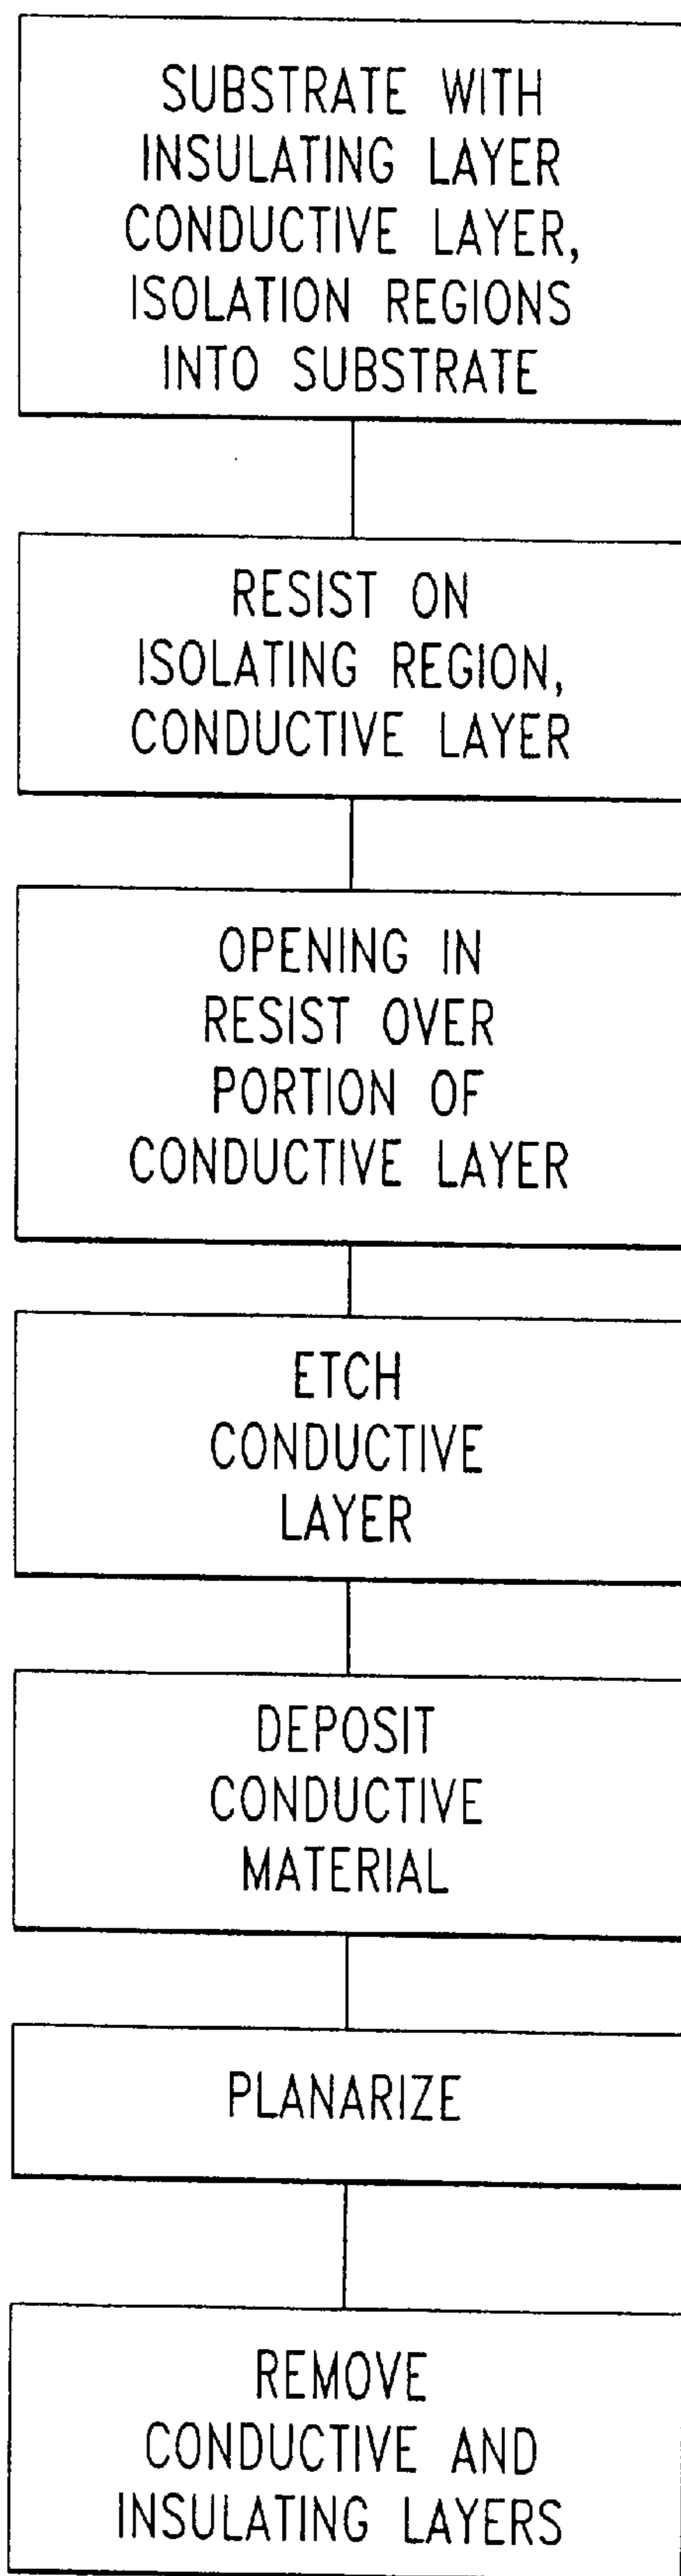 SUBSTRATE WITH
INSULATING LAYER
CONDUCTIVE LAYER,
ISOLATION REGIONS
INTO SUBSTRATE
RESIST ON
ISOLATING REGION,
CONDUCTIVE LAYER
OPENING IN
RESIST OVER
PORTION OF
CONDUCTIVE LAYER
ETCH
CONDUCTIVE
LAYER
DEPOSIT
CONDUCTIVE
MATERIAL
PLANARIZE
REMOVE
CONDUCTIVE AND
INSULATING LAYERS